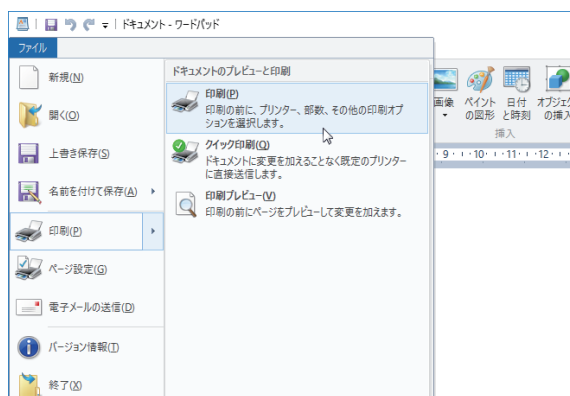 ドキュメント - ワードパッド
ファイル
新規(N)
開く(O)
上書き保存(S)
名前を付けて保存(A)
印刷(P)
ページ設定(G)
電子メールの送信(D)
バージョン情報(T)
終了(X)
ドキュメントのプレビューと印刷
印刷(P)
印刷の前に、プリンター、部数、その他の印刷オプ
ションを選択します。
クイック印刷(Q)
ドキュメントに変更を加えることなく既定のプリンター
に直接送信します。
印刷プレビュー(V)
印刷の前にページをプレビューして変更を加えます。
画像 ペイント 日付 オブジェク
の図形 と時刻 の挿入
挿入
9 · 10 · 11 · 12